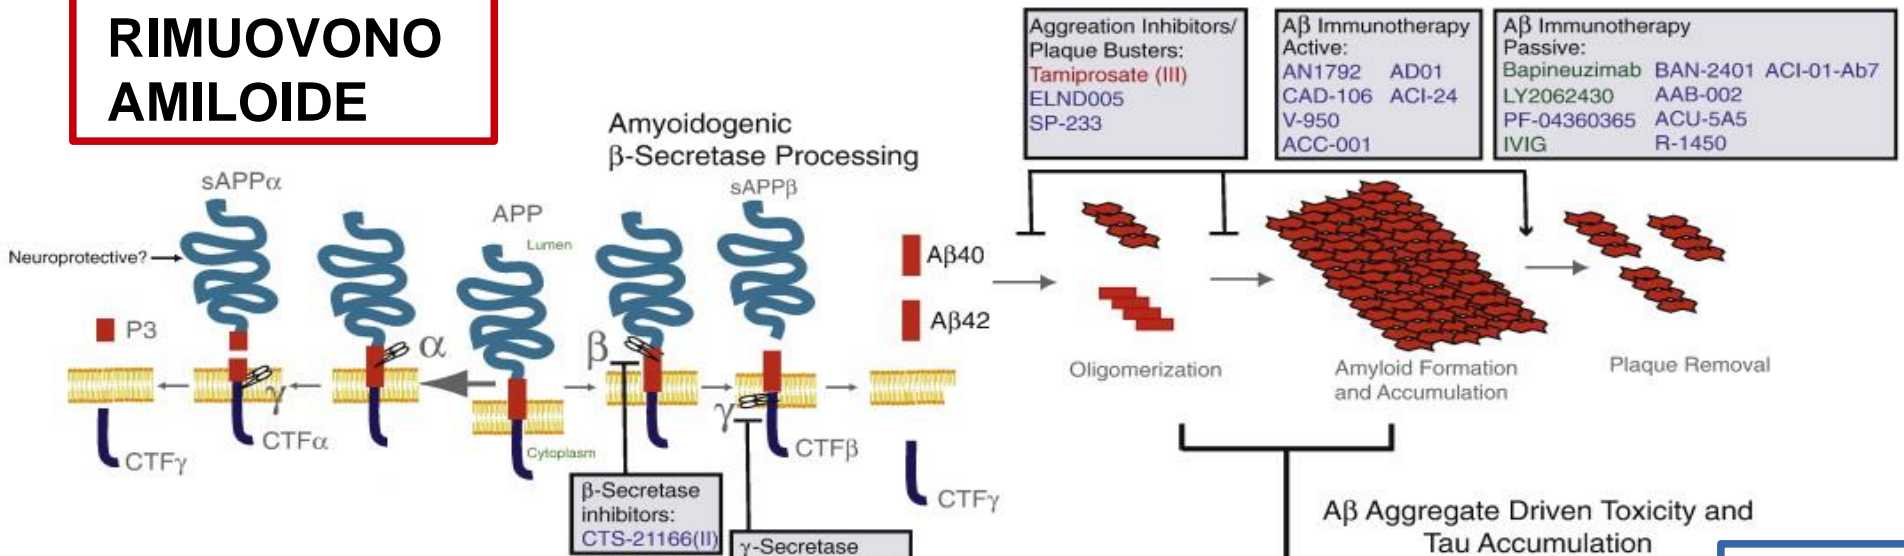 RIMUOVONO
AMILOIDE
Aggreation Inhibitors/
Plaque Busters:
Tamiprosate (III)
ELND005
SP-233
Aβ Immunotherapy
Active:
AN1792 AD01
CAD-106 ACI-24
V-950
ACC-001
Aβ Immunotherapy
Passive:
Bapineuzimab BAN-2401 ACI-01-Ab7
LY2062430 AAB-002
PF-04360365 ACU-5A5
IVIG R-1450
Amyoidogenic
β-Secretase Processing
sAPPα
APP
sAPPβ
Lumen
Neuroprotective?
Aβ40
P3
α
β
Aβ42
γ
γ
Oligomerization
Amyloid Formation
and Accumulation
Plaque Removal
CTFγ
CTFα
Cytoplasm
CTFβ
CTFγ
β-Secretase
inhibitors:
CTS-21166(II)
γ-Secretase
Aβ Aggregate Driven Toxicity and
Tau Accumulation